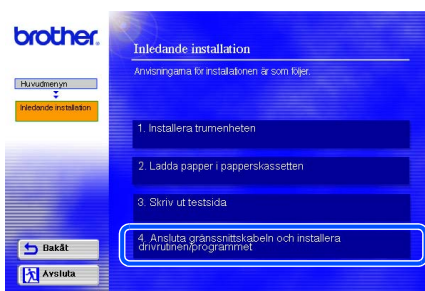 brother.
Huvudmenyn
Inledande installation
Bakåt
Avsluta
Inledande installation
Anvisningarna för installationen är som följer.
1. Installera trumenheten
2. Ladda papper i papperskassetten
3. Skriv ut testsida
4. Ansluta gränssnittskabeln och installera
drivrutinen/programmet